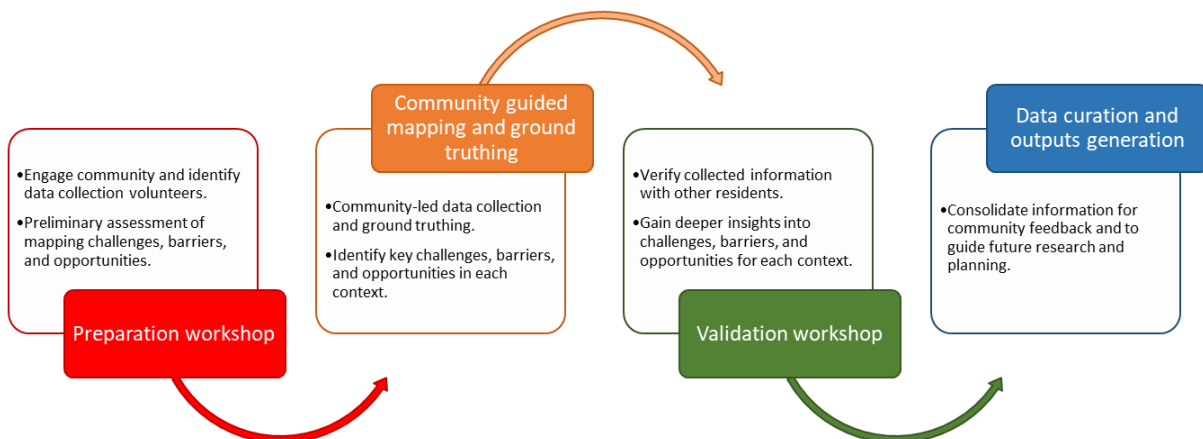 •Engage community and identify
data collection volunteers.
•Preliminary assessment of
mapping challenges, barriers,
and opportunities.
Preparation workshop
Community guided
mapping and ground
truthing
•Community-led data collection
and ground truthing.
•Identify key challenges, barriers,
and opportunities in each
context.
•Verify collected information
with other residents.
•Gain deeper insights into
challenges, barriers, and
opportunities for each context.
Validation workshop
Data curation and
outputs generation
•Consolidate information for
community feedback and to
guide future research and
planning.